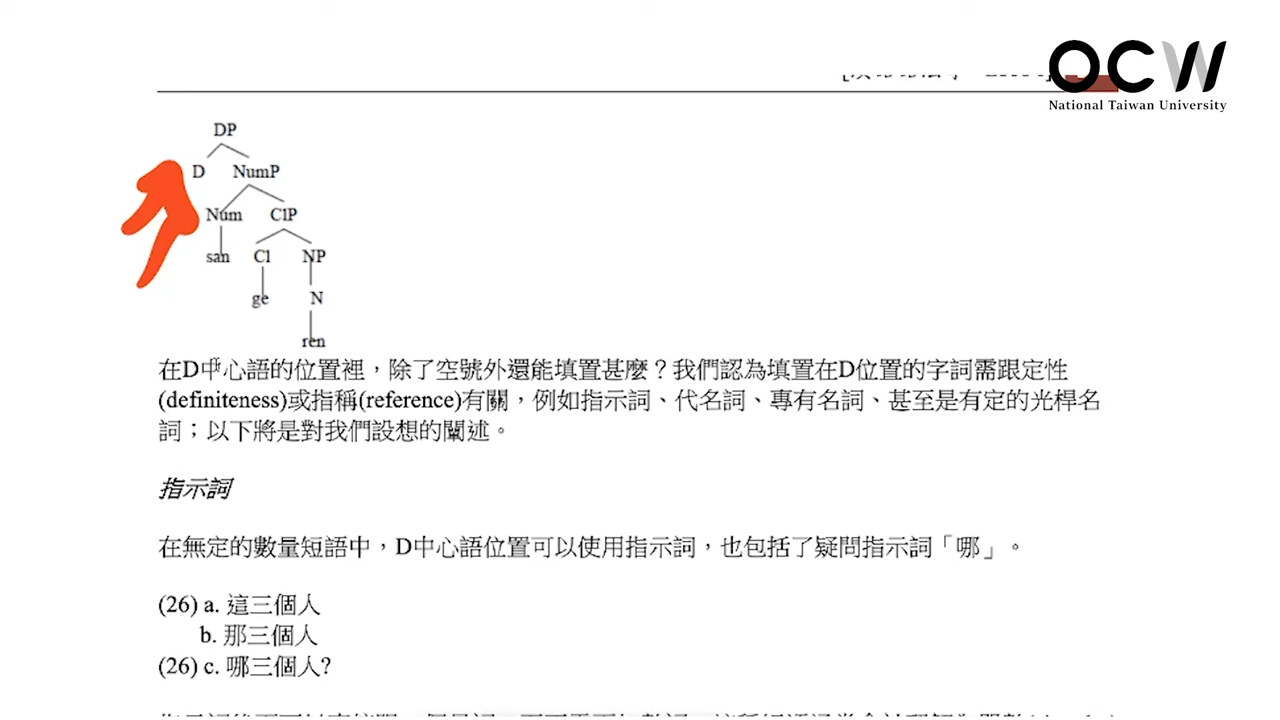 OCW
National Taiwan University
DP
D NumP
Num ClP
san Cl NP
ge N
ren
在D中心語的位置裡，除了空號外還能填置甚麼？我們認為填置在D位置的字詞需跟定性
(definiteness)或指稱(reference)有關，例如指示詞、代名詞、專有名詞、甚至是有定的光桿名
詞；以下將是對我們設想的闡述。
指示詞
在無定的數量短語中，D中心語位置可以使用指示詞，也包括了疑問指示詞「哪」。
(26) a. 這三個人
b. 那三個人
(26) c. 哪三個人?